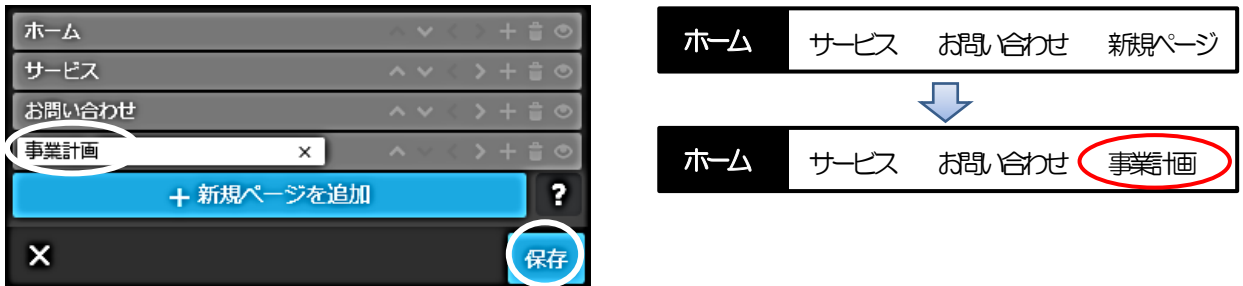 ホーム
サービス
お問い合わせ
事業計画 ×
+ 新規ページを追加 ?
× 保存
ホーム サービス お問い合わせ 新規ページ
ホーム サービス お問い合わせ 事業計画